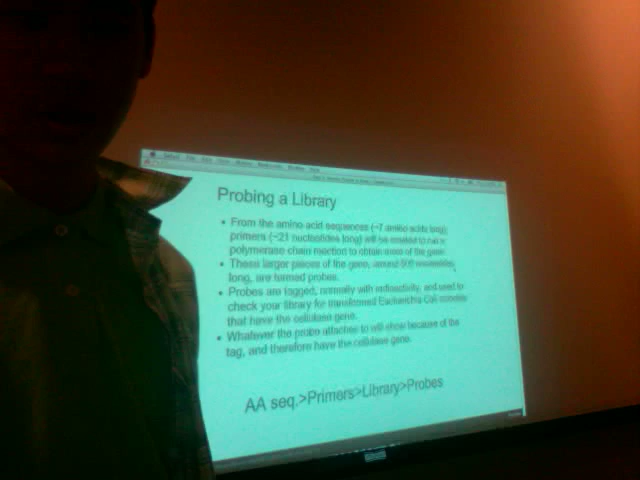 Probing a Library
• From the amino acid sequences (~7 amino acids long),
primers (~21 nucleotides long) will be created to run a
polymerase chain reaction to obtain more of the gene.
• These larger pieces of the gene, around 500 nucleotides
long, are termed probes.
• Probes are tagged, normally with radioactivity, and used to
check your library for transformed Escherichia Coli
that have the cellulase gene.
• Whatever the probe attaches to will show because of the
tag, and therefore have the cellulase gene.
AA seq.>Primers>Library>Probes